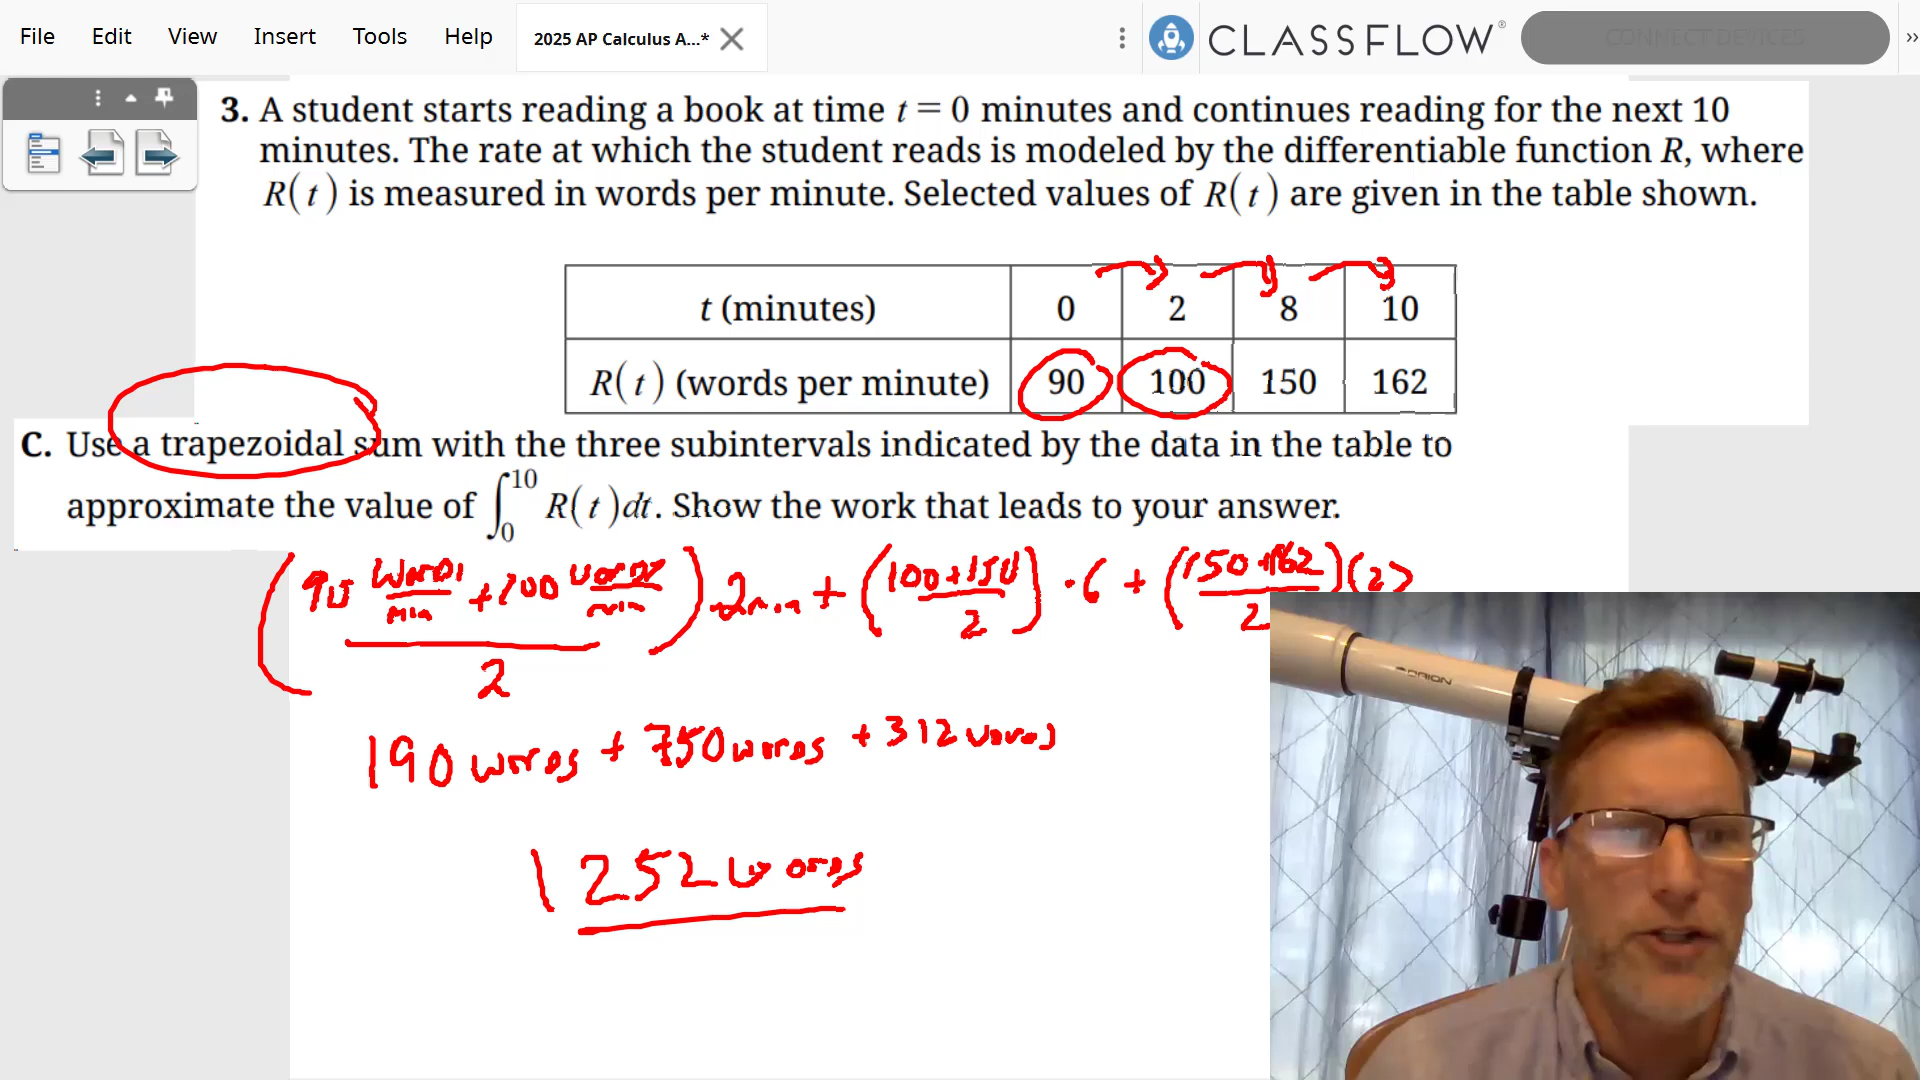 File Edit View Insert Tools Help 2025 AP Calculus A...* CLASSFLOW® CONNECT DEVICES »
3. A student starts reading a book at time t = 0 minutes and continues reading for the next 10
minutes. The rate at which the student reads is modeled by the differentiable function R, where
R(t) is measured in words per minute. Selected values of R(t) are given in the table shown.
t (minutes) 0 2 8 10
R(t) (words per minute) 90 100 150 162
C. Use a trapezoidal sum with the three subintervals indicated by the data in the table to
approximate the value of ∫₀¹⁰ R(t)dt. Show the work that leads to your answer.
(90 words/min + 100 words/min / 2) · 2min + (100+150 / 2) · 6 + (150+162 / 2)(2)
190 words + 750 words + 312 words
1252 words
ORION